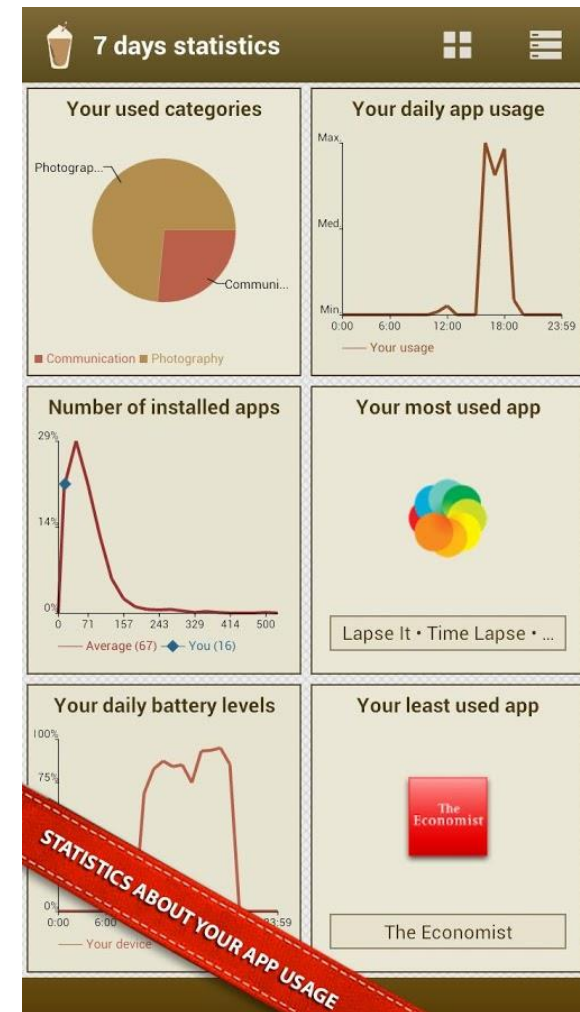 7 days statistics
Your used categories
Photograp...
Communi...
Communication Photography
Your daily app usage
Max
Med
Min
0:00 6:00 12:00 18:00 23:59
Your usage
Number of installed apps
29%
14%
0%
0 71 157 243 329 414 500
Average (67) You (16)
Your most used app
Lapse It • Time Lapse • ...
Your daily battery levels
100%
75%
0%
0:00 6:00 23:59
Your device
Your least used app
The
Economist
The Economist
STATISTICS ABOUT YOUR APP USAGE